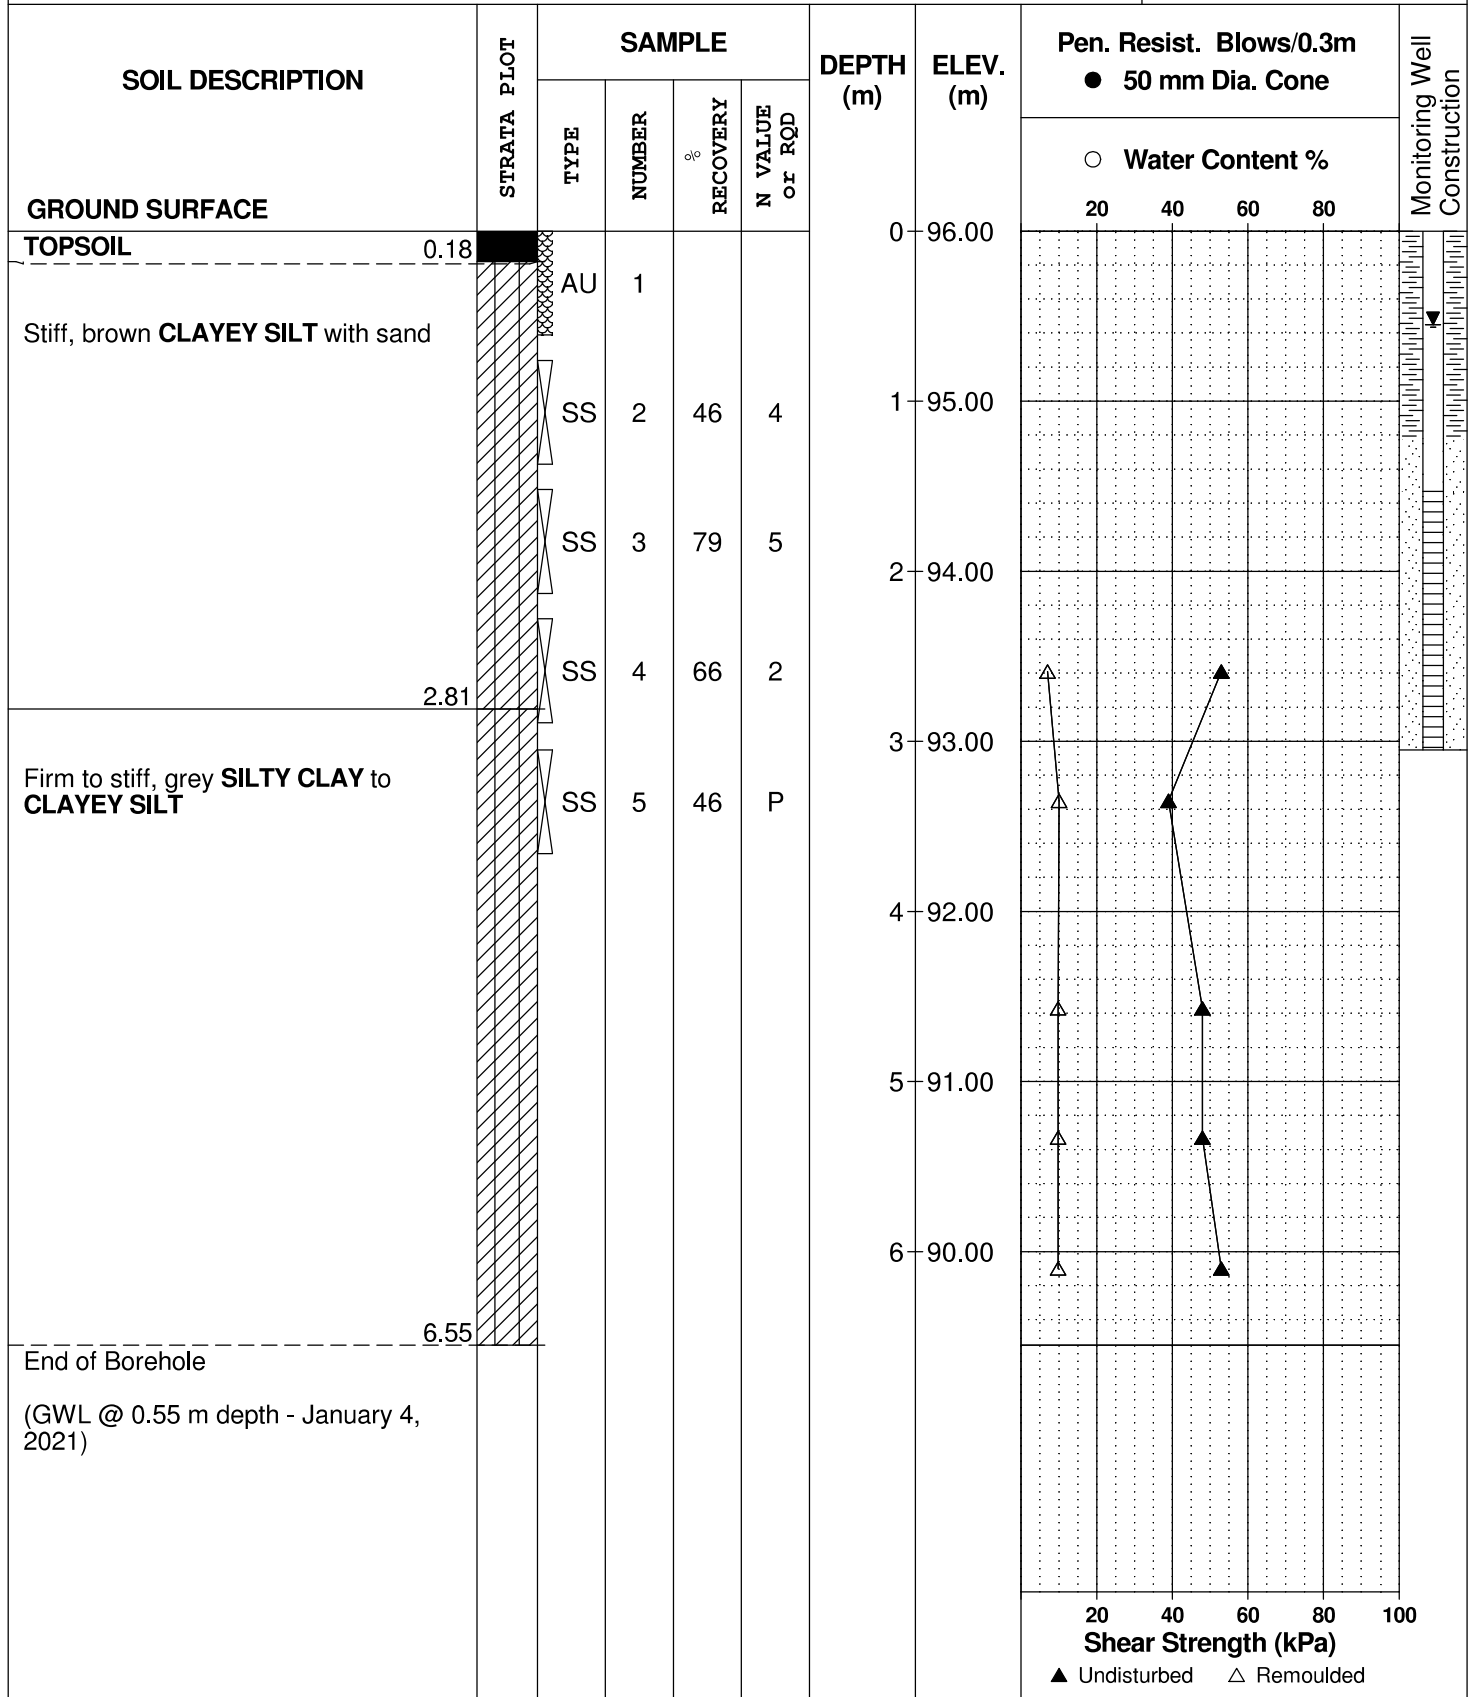 SOIL DESCRIPTION
GROUND SURFACE
STRATA PLOT
SAMPLE
TYPE
NUMBER
%
RECOVERY
N VALUE
or RQD
DEPTH
(m)
ELEV.
(m)
Pen. Resist. Blows/0.3m
● 50 mm Dia. Cone
○ Water Content %
20 40 60 80
Monitoring Well
Construction
TOPSOIL 0.18
Stiff, brown CLAYEY SILT with sand
2.81
Firm to stiff, grey SILTY CLAY to
CLAYEY SILT
6.55
End of Borehole
(GWL @ 0.55 m depth - January 4,
2021)
AU 1
SS 2 46 4
SS 3 79 5
SS 4 66 2
SS 5 46 P
0 96.00
1 95.00
2 94.00
3 93.00
4 92.00
5 91.00
6 90.00
20 40 60 80 100
Shear Strength (kPa)
▲ Undisturbed △ Remoulded